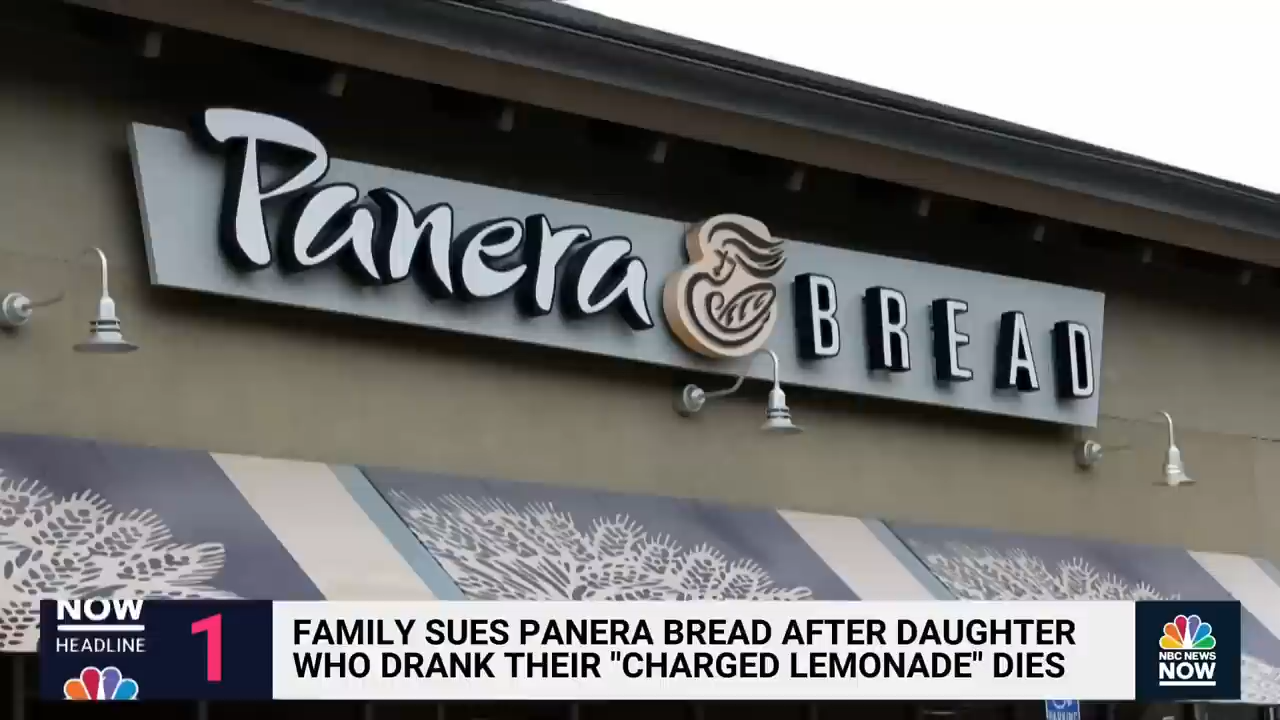 Panera BREAD
NOW
HEADLINE
1
FAMILY SUES PANERA BREAD AFTER DAUGHTER
WHO DRANK THEIR "CHARGED LEMONADE" DIES
NBC NEWS
NOW
PARKING